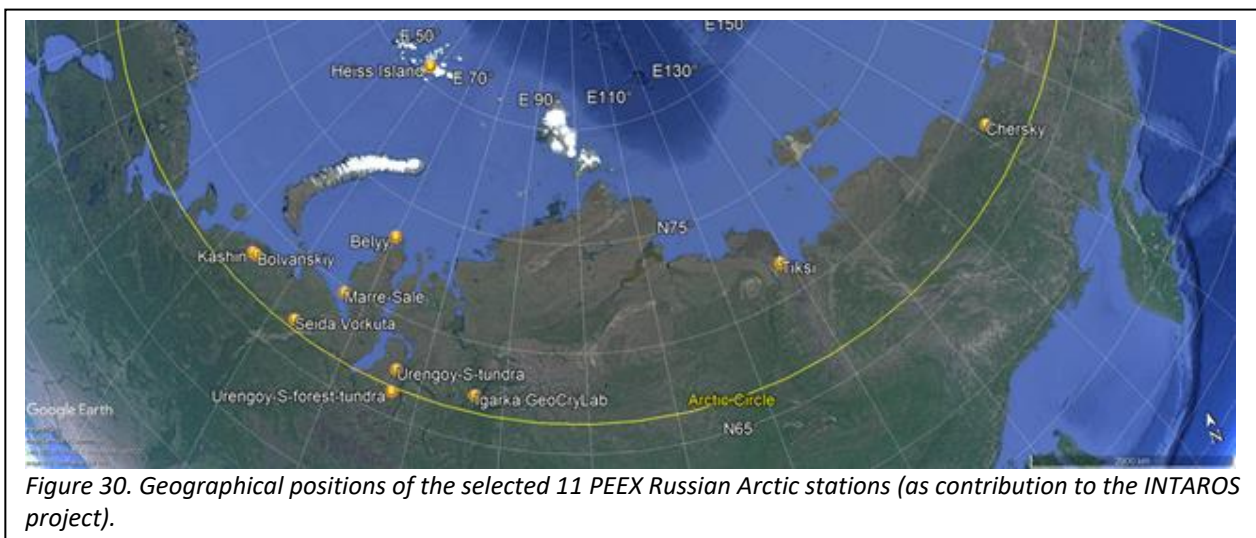 E 50°
E150°
Heiss Island
E 70°
E130°
E 90°
E110°
Chersky
N75°
Belyy
Kashin
Bolvanskiy
Tiksi
Marre-Sale
Seida Vorkuta
Urengoy-S-tundra
Urengoy-S-forest-tundra
Igarka GeoCryLab
Arctic Circle
Google Earth
N65°
N
Figure 30. Geographical positions of the selected 11 PEEX Russian Arctic stations (as contribution to the INTAROS
project).